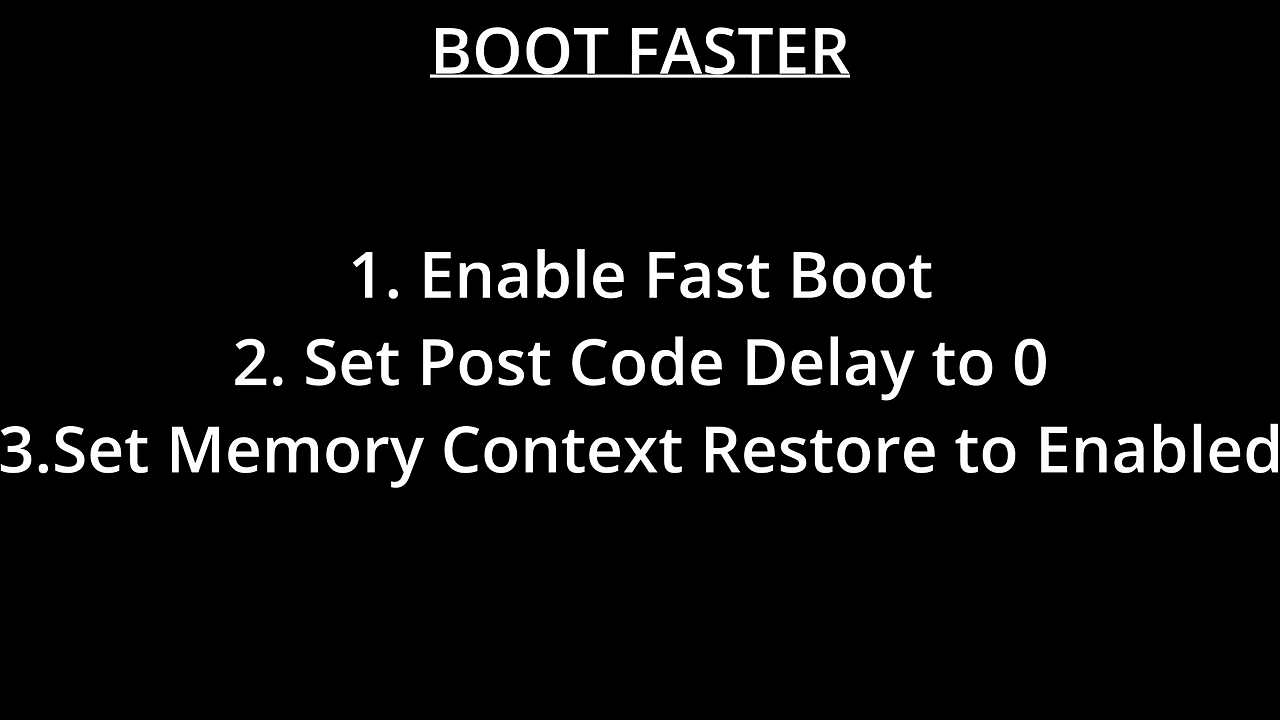 BOOT FASTER
1. Enable Fast Boot
2. Set Post Code Delay to 0
3.Set Memory Context Restore to Enabled